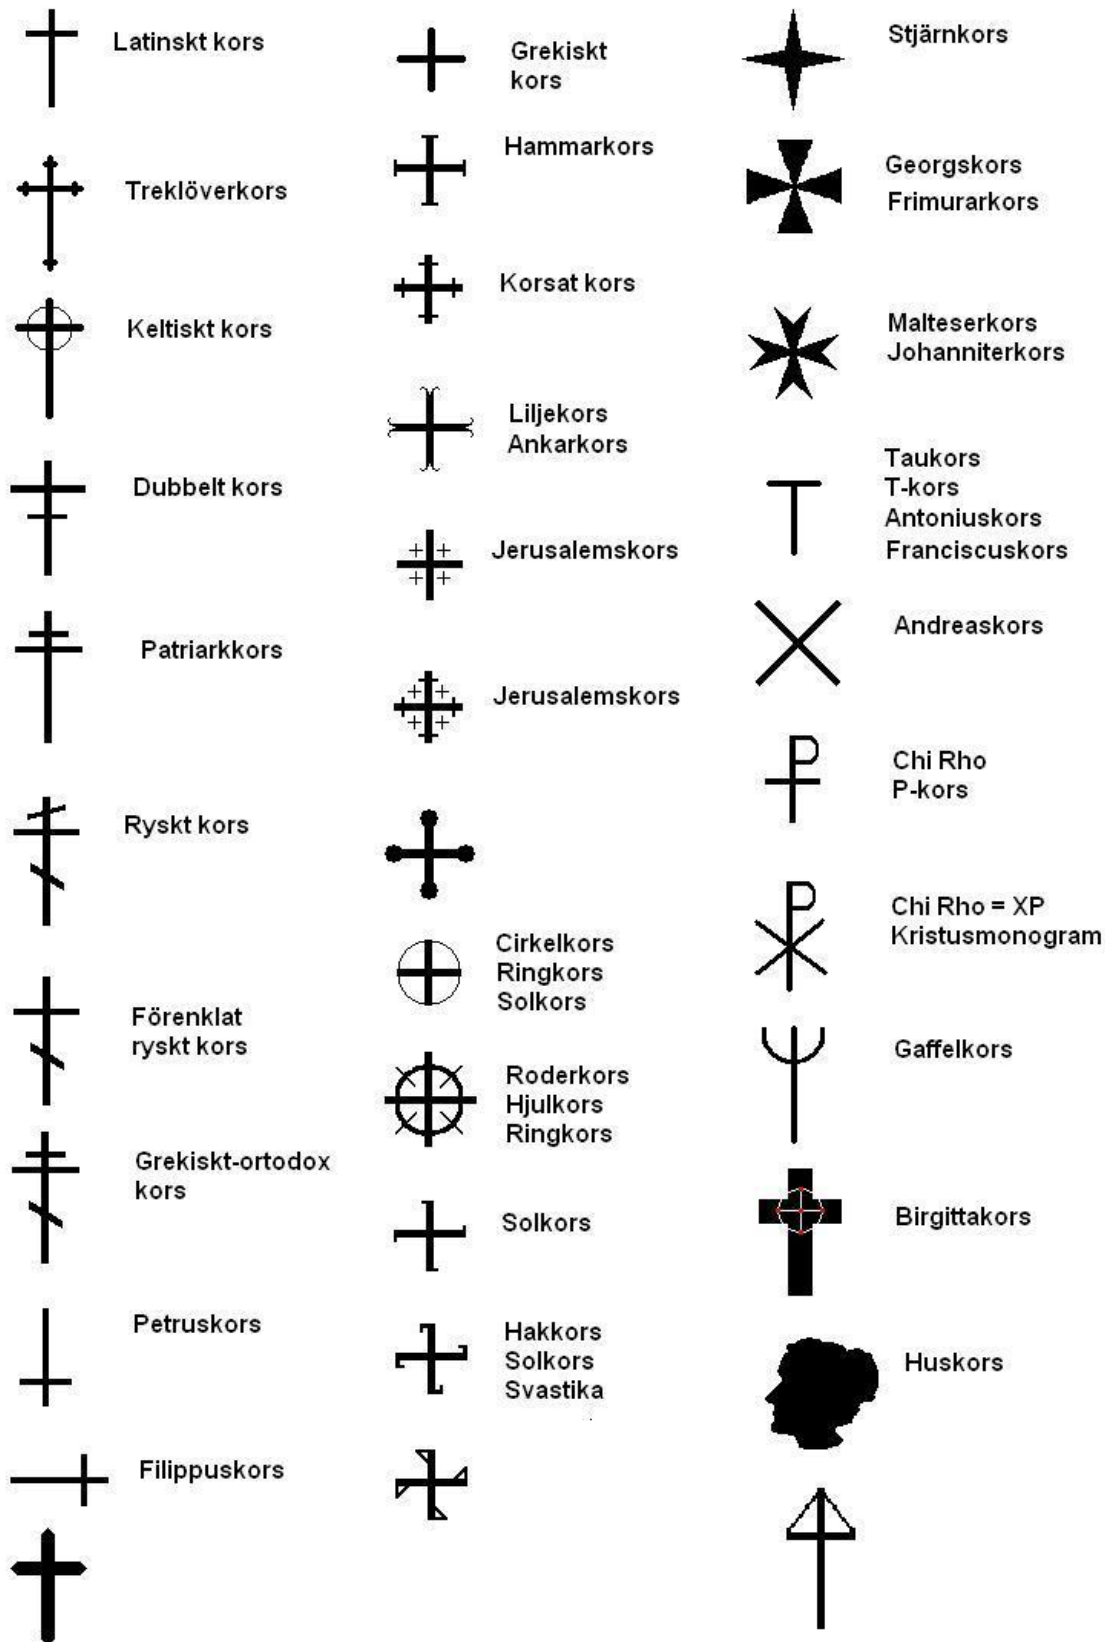 Latinskt kors
Treklöverkors
Keltiskt kors
Dubbelt kors
Patriarkkors
Ryskt kors
Förenklat
ryskt kors
Grekiskt-ortodox
kors
Petruskors
Filippuskors
Grekiskt
kors
Hammarkors
Korsat kors
Liljekors
Ankarkors
Jerusalemskors
Jerusalemskors
Cirkelkors
Ringkors
Solkors
Roderkors
Hjulkors
Ringkors
Solkors
Hakkors
Solkors
Svastika
Stjärnkors
Georgskors
Frimurarkors
Malteserkors
Johanniterkors
Taukors
T-kors
Antoniuskors
Franciscuskors
Andreaskors
Chi Rho
P-kors
Chi Rho = XP
Kristusmonogram
Gaffelkors
Birgittakors
Huskors